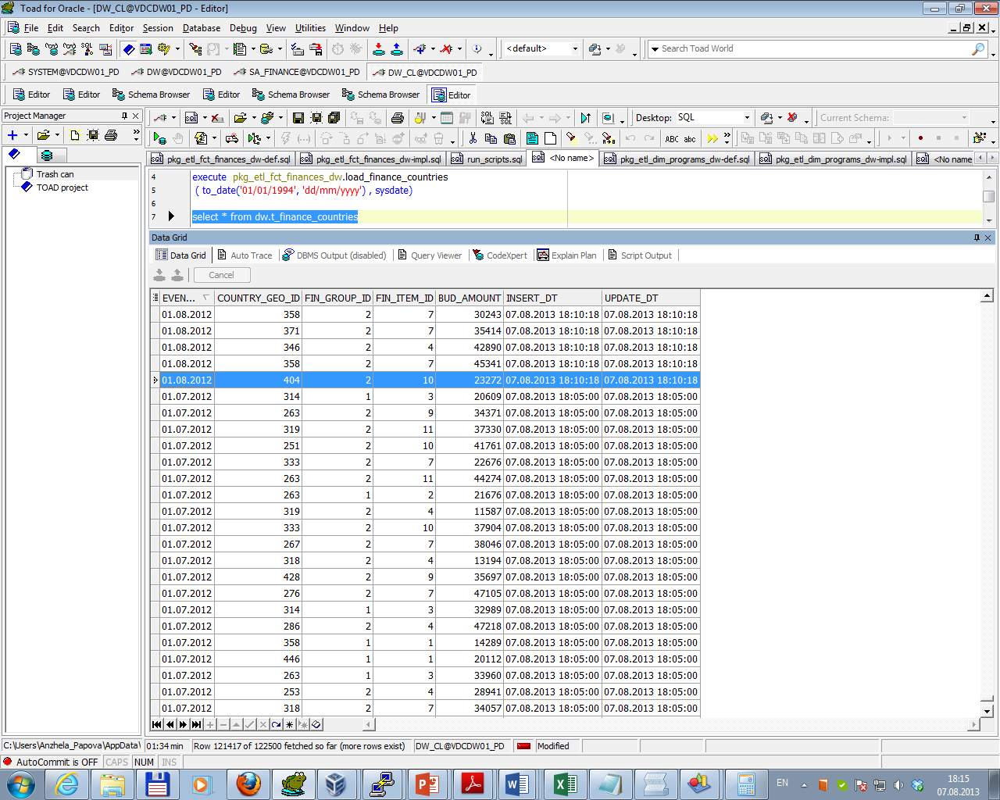 Toad for Oracle - [DW_CL@VDCDW01_PD - Editor]
File Edit Search Editor Session Database Debug View Utilities Window Help
<default> Search Toad World
SYSTEM@VDCDW01_PD DW@VDCDW01_PD SA_FINANCE@VDCDW01_PD DW_CL@VDCDW01_PD
Editor Editor Schema Browser Editor Schema Browser Schema Browser Editor
Project Manager
Desktop: SQL Current Schema:
Trash can
TOAD project
pkg_etl_fct_finances_dw-def.sql pkg_etl_fct_finances_dw-impl.sql run_scripts.sql <No name> pkg_etl_dim_programs_dw-def.sql pkg_etl_dim_programs_dw-impl.sql <No name
4 execute pkg_etl_fct_finances_dw.load_finance_countries
5 ( to_date('01/01/1994', 'dd/mm/yyyy') , sysdate)
6
7 select * from dw.t_finance_countries
Data Grid
Data Grid Auto Trace DBMS Output (disabled) Query Viewer CodeXpert Explain Plan Script Output
Cancel
EVEN... COUNTRY_GEO_ID FIN_GROUP_ID FIN_ITEM_ID BUD_AMOUNT INSERT_DT UPDATE_DT
01.08.2012 358 2 7 30243 07.08.2013 18:10:18 07.08.2013 18:10:18
01.08.2012 371 2 7 35414 07.08.2013 18:10:18 07.08.2013 18:10:18
01.08.2012 346 2 4 42890 07.08.2013 18:10:18 07.08.2013 18:10:18
01.08.2012 358 2 7 45341 07.08.2013 18:10:18 07.08.2013 18:10:18
01.08.2012 404 2 10 23272 07.08.2013 18:10:18 07.08.2013 18:10:18
01.07.2012 314 1 3 20609 07.08.2013 18:05:00 07.08.2013 18:05:00
01.07.2012 263 2 9 34371 07.08.2013 18:05:00 07.08.2013 18:05:00
01.07.2012 319 2 11 37330 07.08.2013 18:05:00 07.08.2013 18:05:00
01.07.2012 251 2 10 41761 07.08.2013 18:05:00 07.08.2013 18:05:00
01.07.2012 333 2 7 22676 07.08.2013 18:05:00 07.08.2013 18:05:00
01.07.2012 263 2 11 44274 07.08.2013 18:05:00 07.08.2013 18:05:00
01.07.2012 263 1 2 21676 07.08.2013 18:05:00 07.08.2013 18:05:00
01.07.2012 319 2 4 11587 07.08.2013 18:05:00 07.08.2013 18:05:00
01.07.2012 333 2 10 37904 07.08.2013 18:05:00 07.08.2013 18:05:00
01.07.2012 267 2 7 38046 07.08.2013 18:05:00 07.08.2013 18:05:00
01.07.2012 318 2 4 13194 07.08.2013 18:05:00 07.08.2013 18:05:00
01.07.2012 428 2 9 35697 07.08.2013 18:05:00 07.08.2013 18:05:00
01.07.2012 276 2 7 47105 07.08.2013 18:05:00 07.08.2013 18:05:00
01.07.2012 314 1 3 32989 07.08.2013 18:05:00 07.08.2013 18:05:00
01.07.2012 286 2 4 47218 07.08.2013 18:05:00 07.08.2013 18:05:00
01.07.2012 358 1 1 14289 07.08.2013 18:05:00 07.08.2013 18:05:00
01.07.2012 446 1 1 20112 07.08.2013 18:05:00 07.08.2013 18:05:00
01.07.2012 263 1 3 33960 07.08.2013 18:05:00 07.08.2013 18:05:00
01.07.2012 253 2 4 28941 07.08.2013 18:05:00 07.08.2013 18:05:00
01.07.2012 318 2 7 34057 07.08.2013 18:05:00 07.08.2013 18:05:00
C:\Users\Anzhela_Papova\AppData\ 01:34 min Row 121417 of 122500 fetched so far (more rows exist) DW_CL@VDCDW01_PD Modified
AutoCommit is OFF CAPS NUM INS
EN 18:15
07.08.2013